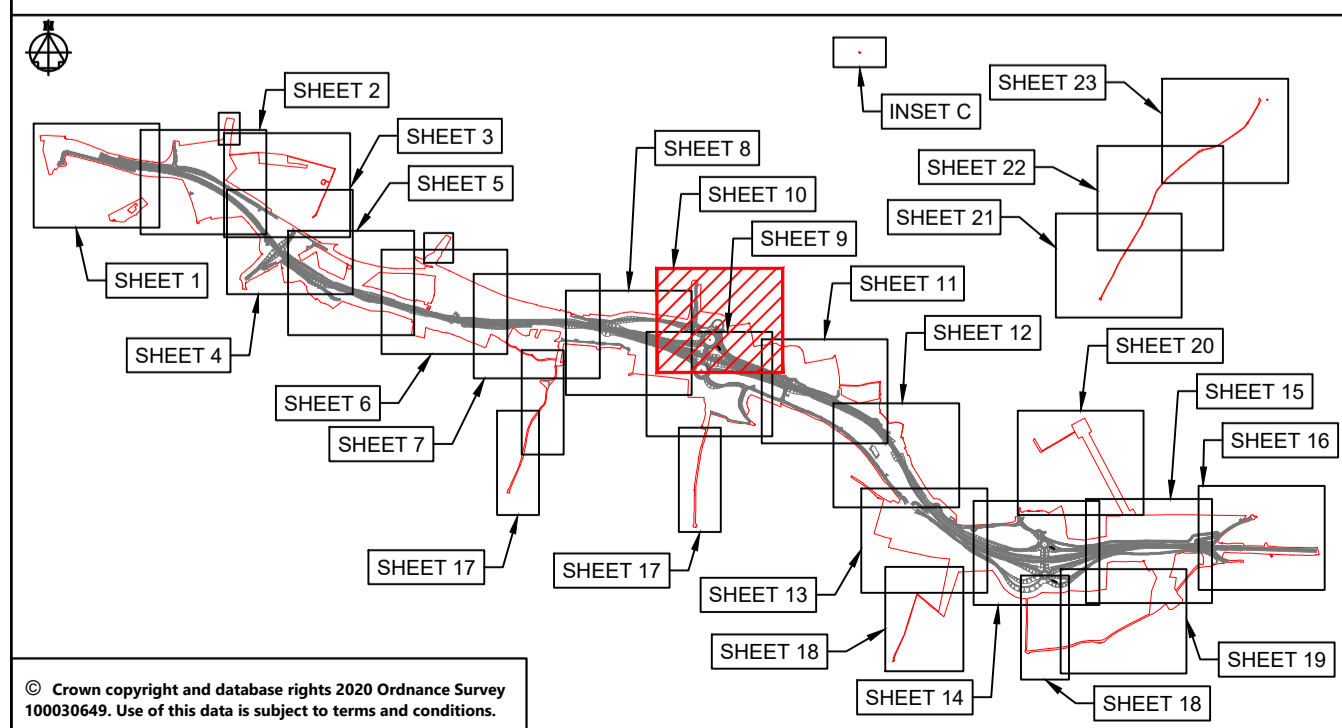 N
INSET C
SHEET 23
SHEET 2
SHEET 3
SHEET 8
SHEET 22
SHEET 5
SHEET 10
SHEET 21
SHEET 9
SHEET 1
SHEET 11
SHEET 12
SHEET 4
SHEET 20
SHEET 15
SHEET 6
SHEET 16
SHEET 7
SHEET 17
SHEET 17
SHEET 13
SHEET 18
SHEET 14
SHEET 19
SHEET 18
© Crown copyright and database rights 2020 Ordnance Survey
100030649. Use of this data is subject to terms and conditions.